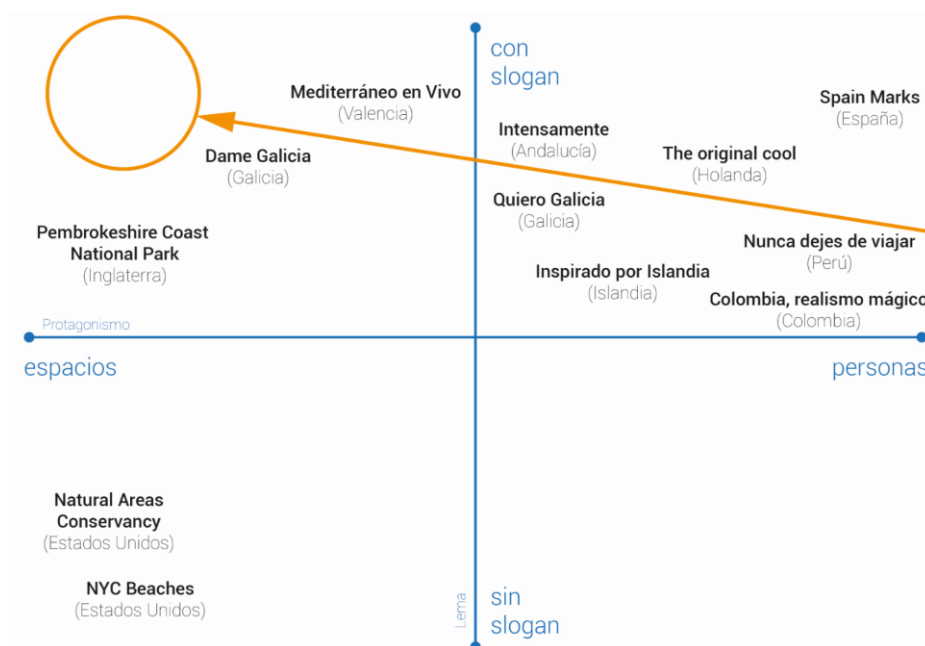 con
slogan
Mediterráneo en Vivo
(Valencia)
Spain Marks
(España)
Intensamente
(Andalucía)
Dame Galicia
(Galicia)
The original cool
(Holanda)
Quiero Galicia
(Galicia)
Pembrokeshire Coast
National Park
(Inglaterra)
Nunca dejes de viajar
(Perú)
Inspirado por Islandia
(Islandia)
Colombia, realismo mágico
(Colombia)
Protagonismo
espacios
personas
Natural Areas
Conservancy
(Estados Unidos)
NYC Beaches
(Estados Unidos)
Lema
sin
slogan